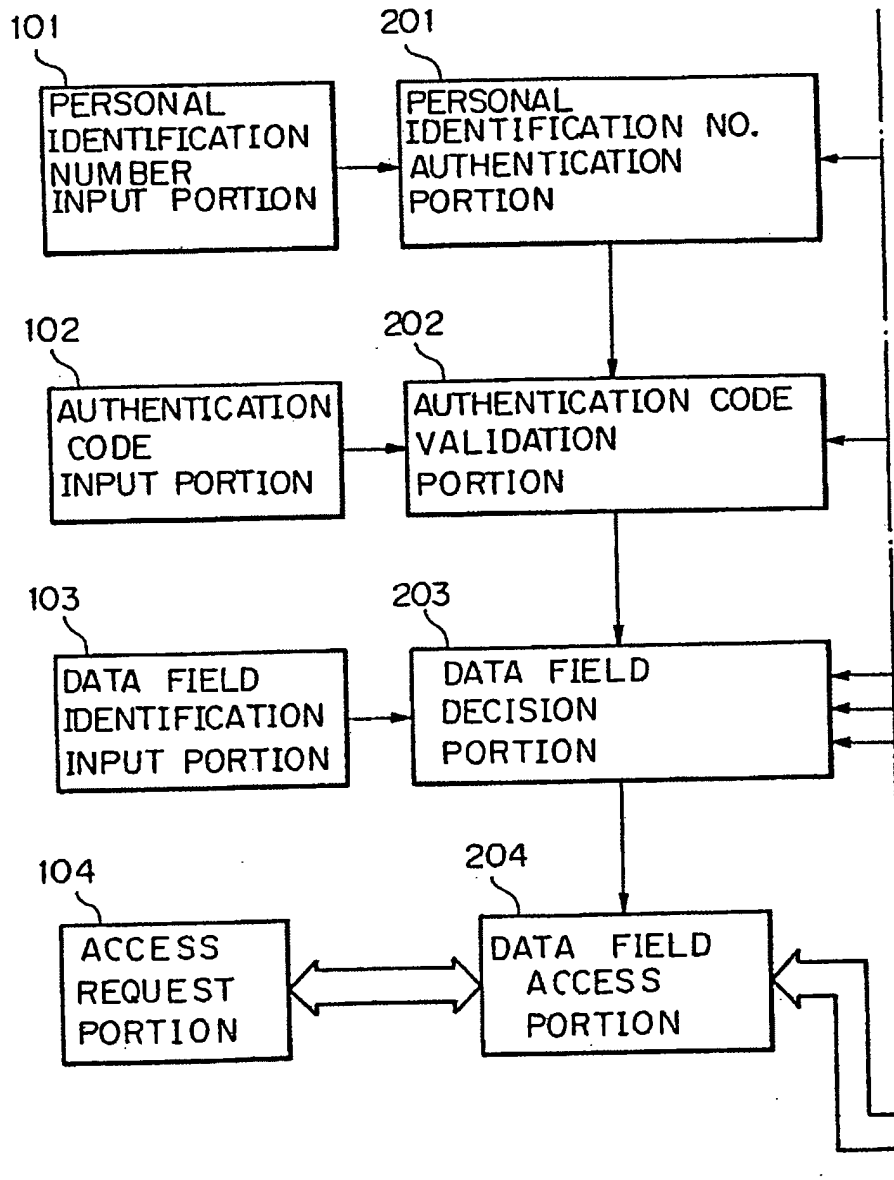 101
PERSONAL
IDENTIFICATION
NUMBER
INPUT PORTION
201
PERSONAL
IDENTIFICATION NO.
AUTHENTICATION
PORTION
102
AUTHENTICATION
CODE
INPUT PORTION
202
AUTHENTICATION CODE
VALIDATION
PORTION
103
DATA FIELD
IDENTIFICATION
INPUT PORTION
203
DATA FIELD
DECISION
PORTION
104
ACCESS
REQUEST
PORTION
204
DATA FIELD
ACCESS
PORTION